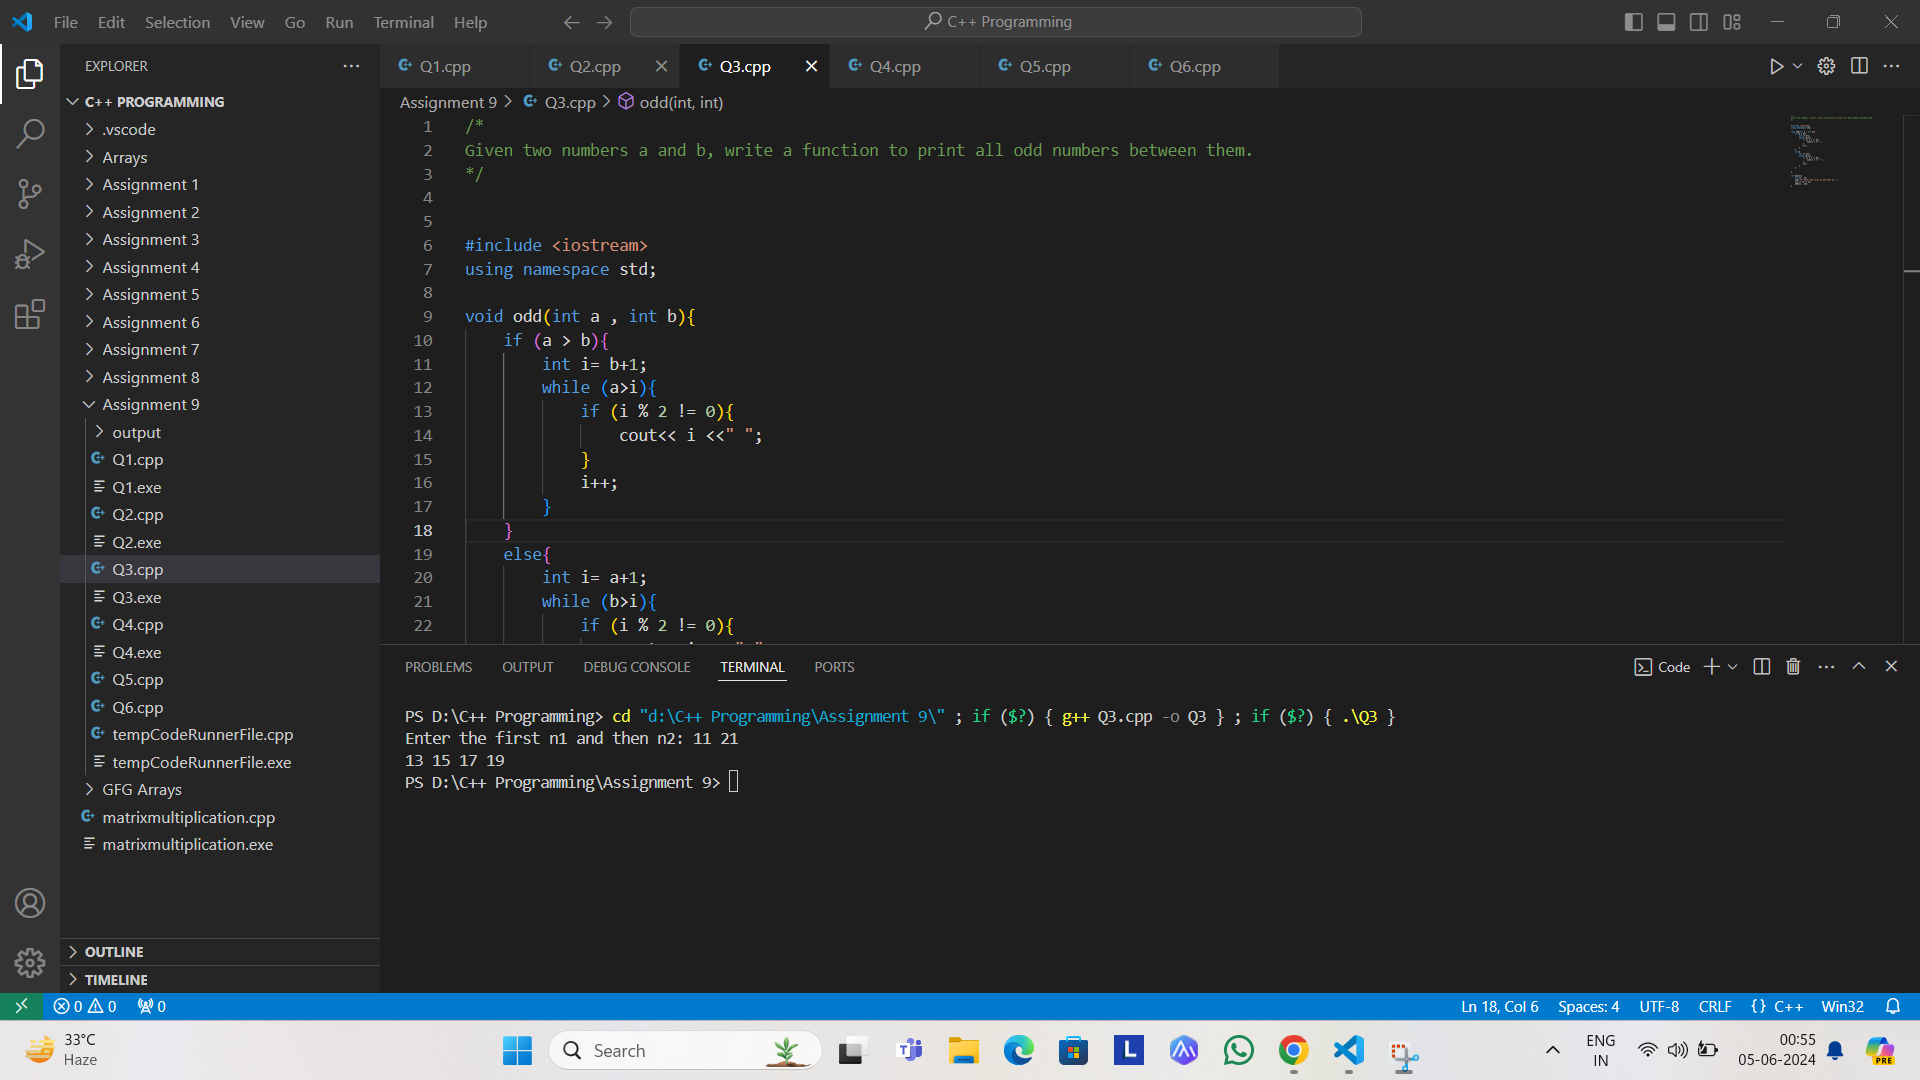 File Edit Selection View Go Run Terminal Help
C++ Programming
EXPLORER
C++ PROGRAMMING
.vscode
Arrays
Assignment 1
Assignment 2
Assignment 3
Assignment 4
Assignment 5
Assignment 6
Assignment 7
Assignment 8
Assignment 9
output
Q1.cpp
Q1.exe
Q2.cpp
Q2.exe
Q3.cpp
Q3.exe
Q4.cpp
Q4.exe
Q5.cpp
Q6.cpp
tempCodeRunnerFile.cpp
tempCodeRunnerFile.exe
GFG Arrays
matrixmultiplication.cpp
matrixmultiplication.exe
OUTLINE
TIMELINE
Q1.cpp Q2.cpp Q3.cpp Q4.cpp Q5.cpp Q6.cpp
Assignment 9 > Q3.cpp > odd(int, int)
1 /*
2 Given two numbers a and b, write a function to print all odd numbers between them.
3 */
4
5
6 #include <iostream>
7 using namespace std;
8
9 void odd(int a , int b){
10 if (a > b){
11 int i= b+1;
12 while (a>i){
13 if (i % 2 != 0){
14 cout<< i <<" ";
15 }
16 i++;
17 }
18 }
19 else{
20 int i= a+1;
21 while (b>i){
22 if (i % 2 != 0){
PROBLEMS OUTPUT DEBUG CONSOLE TERMINAL PORTS
Code
PS D:\C++ Programming> cd "d:\C++ Programming\Assignment 9\" ; if ($?) { g++ Q3.cpp -o Q3 } ; if ($?) { .\Q3 }
Enter the first n1 and then n2: 11 21
13 15 17 19
PS D:\C++ Programming\Assignment 9>
0 0 0
Ln 18, Col 6 Spaces: 4 UTF-8 CRLF {} C++ Win32
33°C
Haze
Search
L
PRE
ENG
IN
00:55
05-06-2024